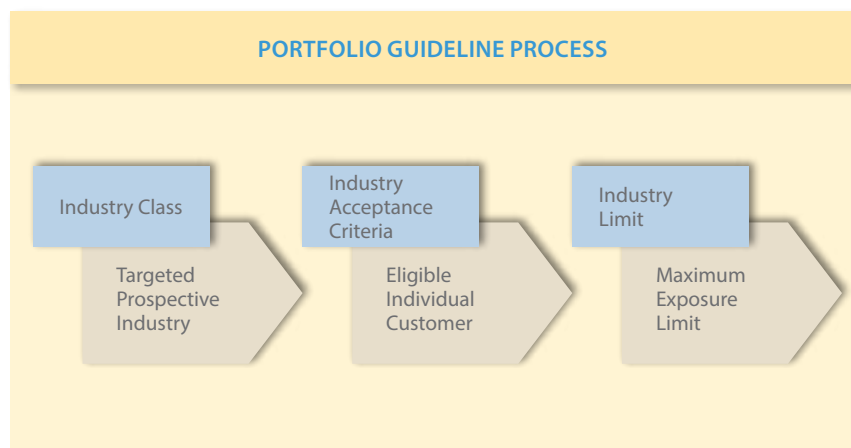 PORTFOLIO GUIDELINE PROCESS
Industry Class
Targeted
Prospective
Industry
Industry
Acceptance
Criteria
Eligible
Individual
Customer
Industry
Limit
Maximum
Exposure
Limit